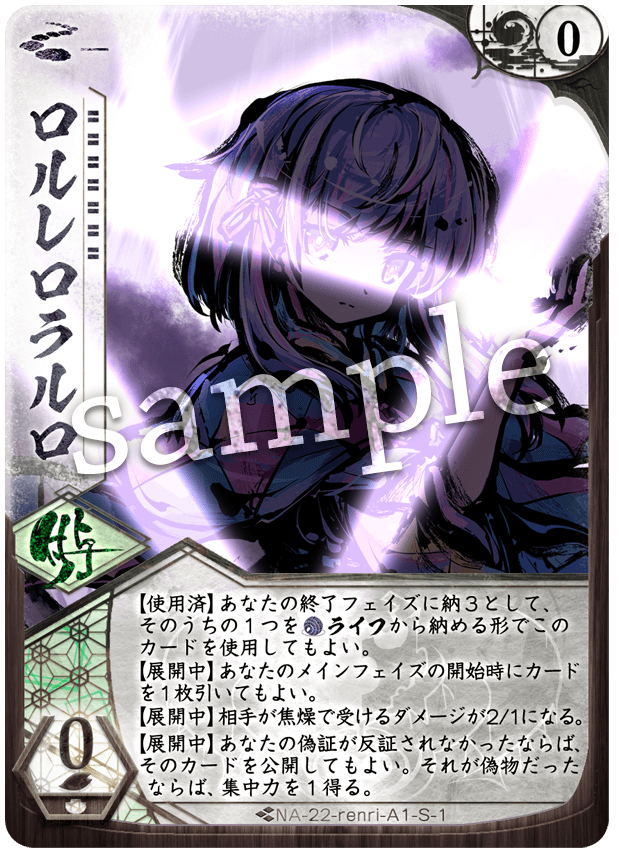 0
ロルレロラルロ
sample
付与
【使用済】あなたの終了フェイズに納3として、
そのうちの1つをライフから納める形でこの
カードを使用してもよい。
【展開中】あなたのメインフェイズの開始時にカード
を1枚引いてもよい。
【展開中】相手が焦燥で受けるダメージが2/1になる。
【展開中】あなたの偽証が反証されなかったならば、
そのカードを公開してもよい。それが偽物だった
ならば、集中力を1得る。
0
NA-22-renri-A1-S-1